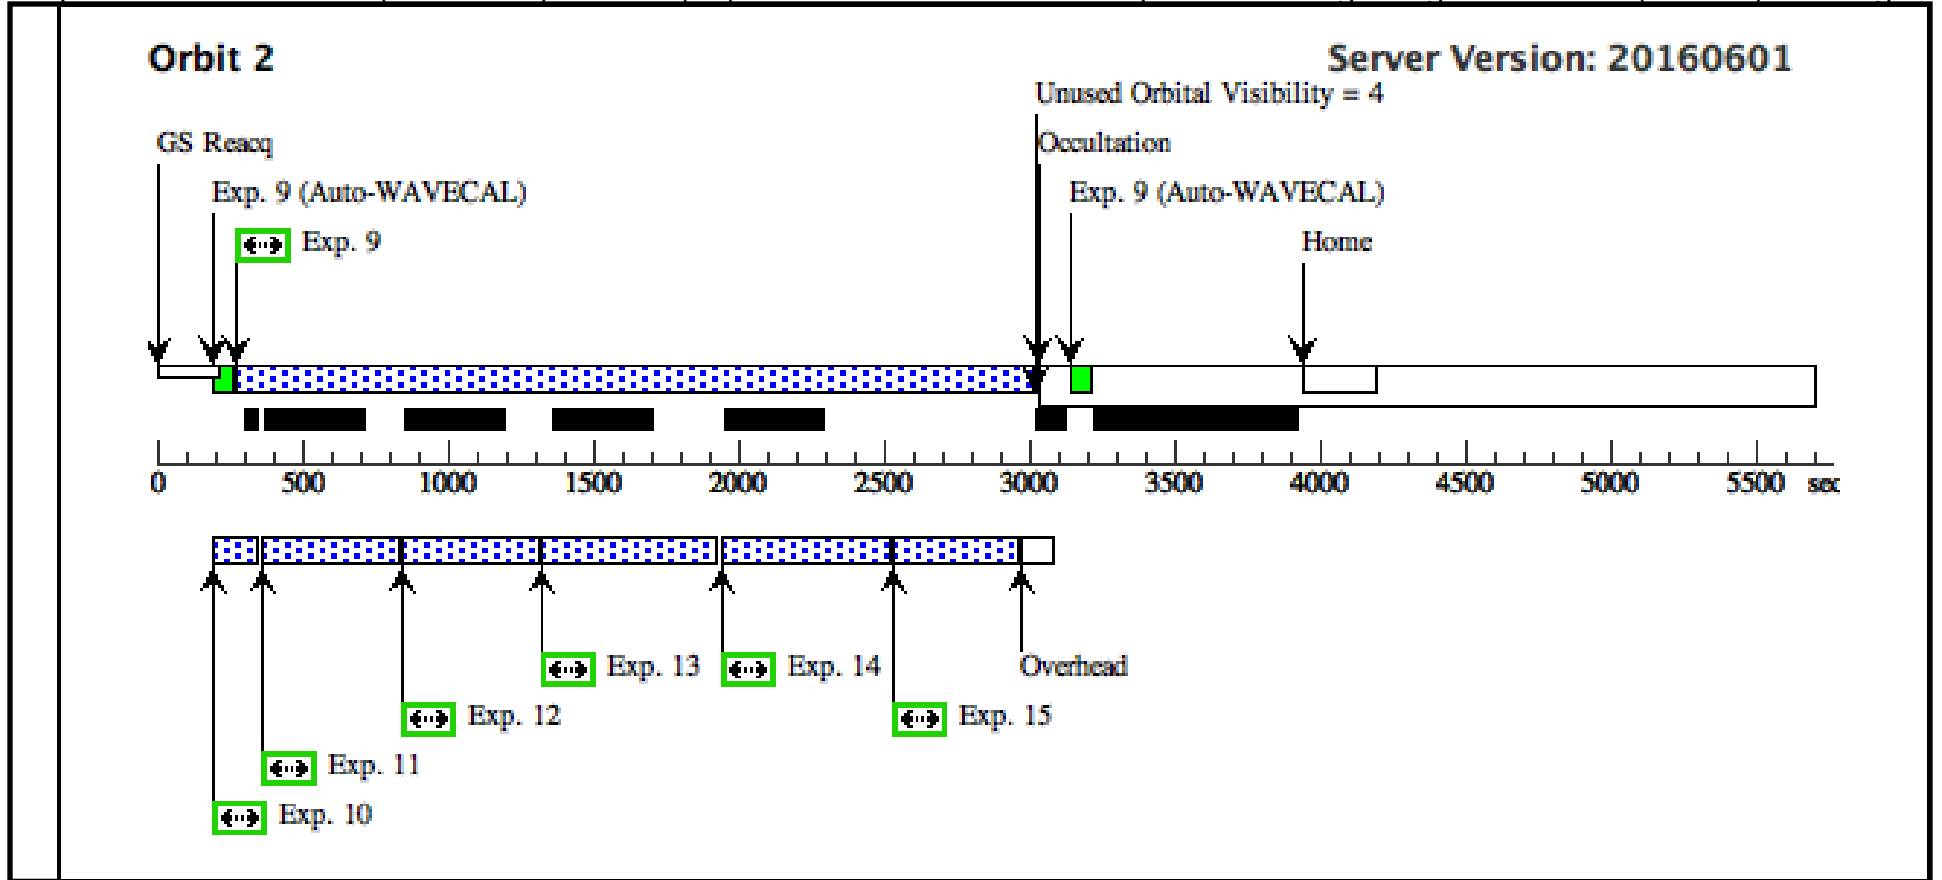 Orbit 2
Server Version: 20160601
Unused Orbital Visibility = 4
GS Reacq
Occultation
Exp. 9 (Auto-WAVECAL)
Exp. 9 (Auto-WAVECAL)
Exp. 9
Home
0 500 1000 1500 2000 2500 3000 3500 4000 4500 5000 5500 sec
Exp. 13
Exp. 14
Overhead
Exp. 12
Exp. 15
Exp. 11
Exp. 10